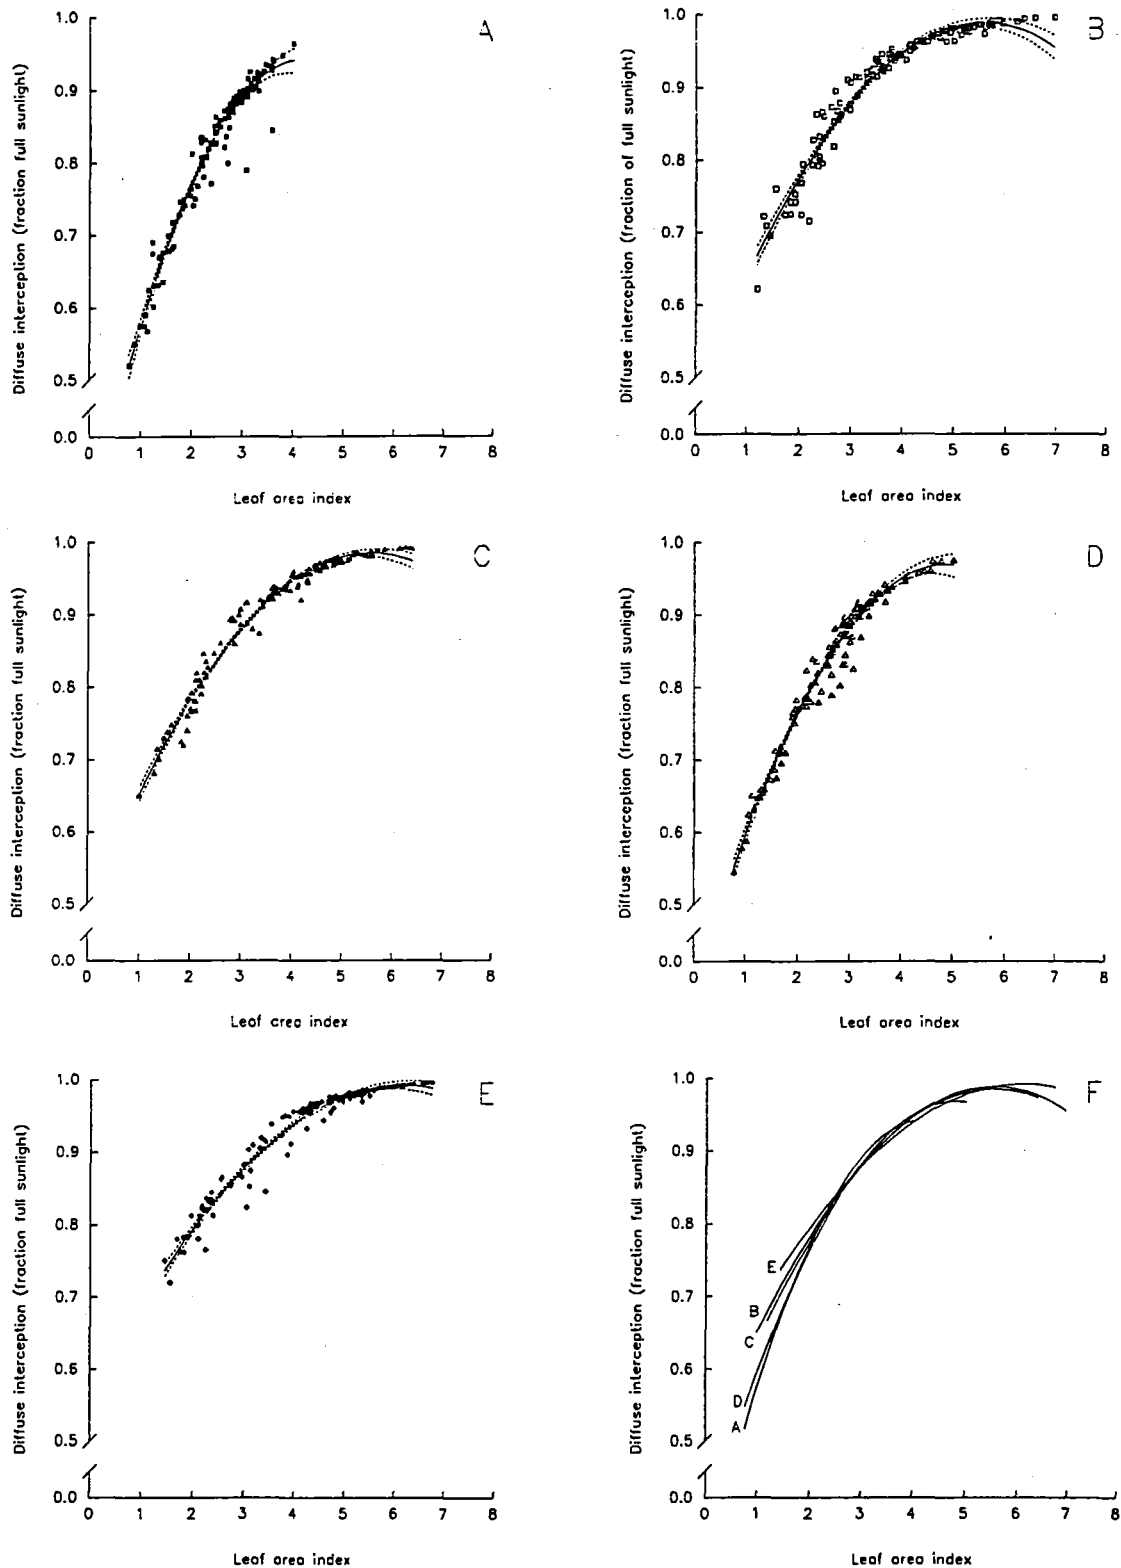 A
Diffuse interception (fraction full sunlight)
1.0
0.9
0.8
0.7
0.6
0.5
0.0
0 1 2 3 4 5 6 7 8
Leaf area index
B
Diffuse interception (fraction of full sunlight)
1.0
0.9
0.8
0.7
0.6
0.5
0.0
0 1 2 3 4 5 6 7 8
Leaf area index
C
Diffuse interception (fraction full sunlight)
1.0
0.9
0.8
0.7
0.6
0.5
0.0
0 1 2 3 4 5 6 7 8
Leaf area index
D
Diffuse interception (fraction full sunlight)
1.0
0.9
0.8
0.7
0.6
0.5
0.0
0 1 2 3 4 5 6 7 8
Leaf area index
E
Diffuse interception (fraction full sunlight)
1.0
0.9
0.8
0.7
0.6
0.5
0.0
0 1 2 3 4 5 6 7 8
Leaf area index
F
Diffuse interception (fraction full sunlight)
1.0
0.9
0.8
0.7
0.6
0.5
0.0
E
B
C
D
A
0 1 2 3 4 5 6 7 8
Leaf area index